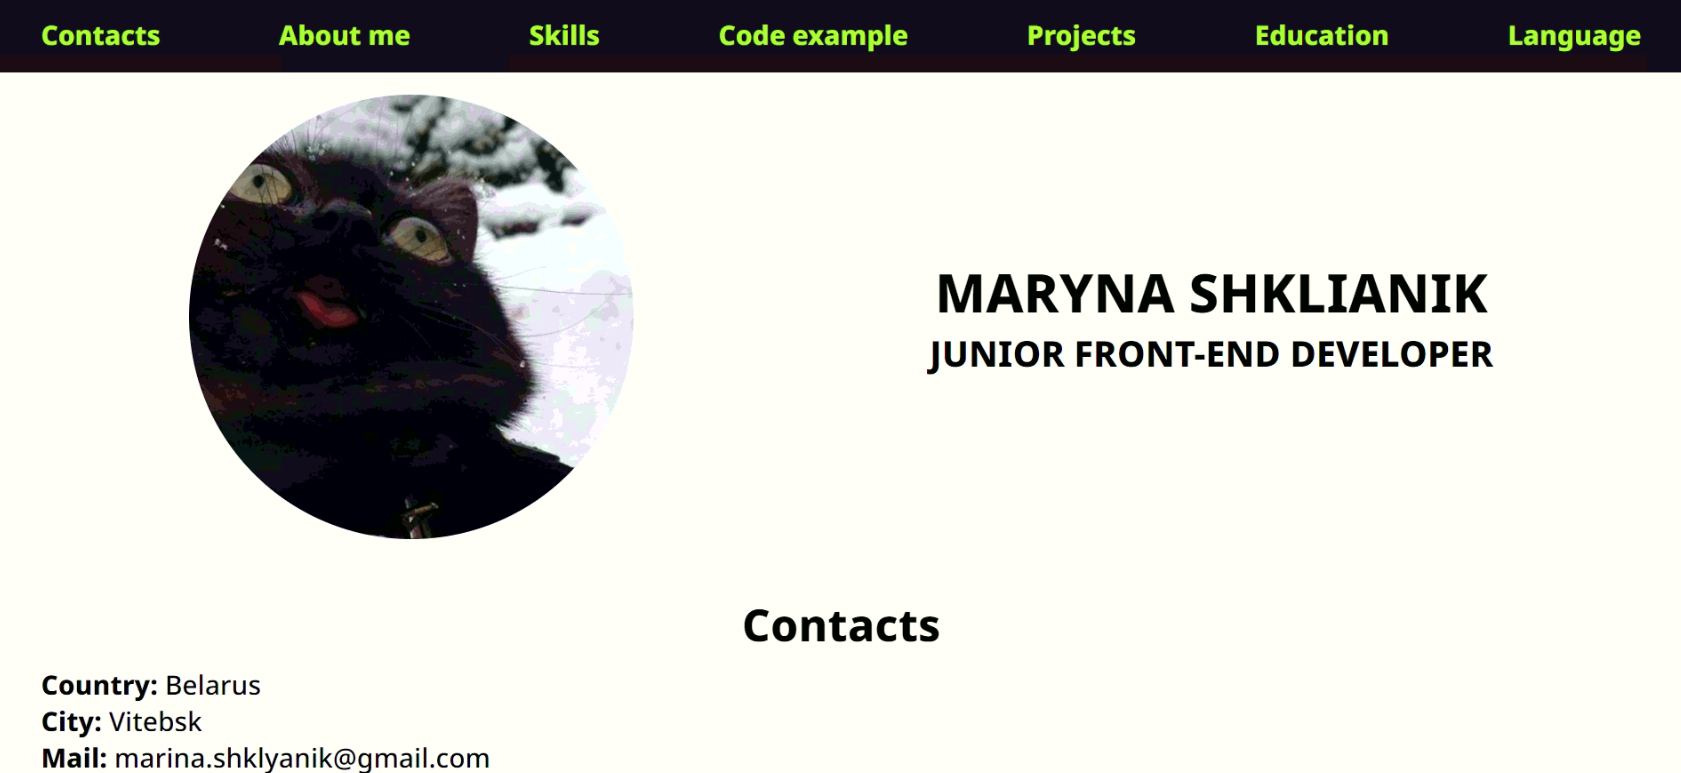 Contacts About me Skills Code example Projects Education Language
MARYNA SHKLIANIK
JUNIOR FRONT-END DEVELOPER
Contacts
Country: Belarus
City: Vitebsk
Mail: marina.shklyanik@gmail.com